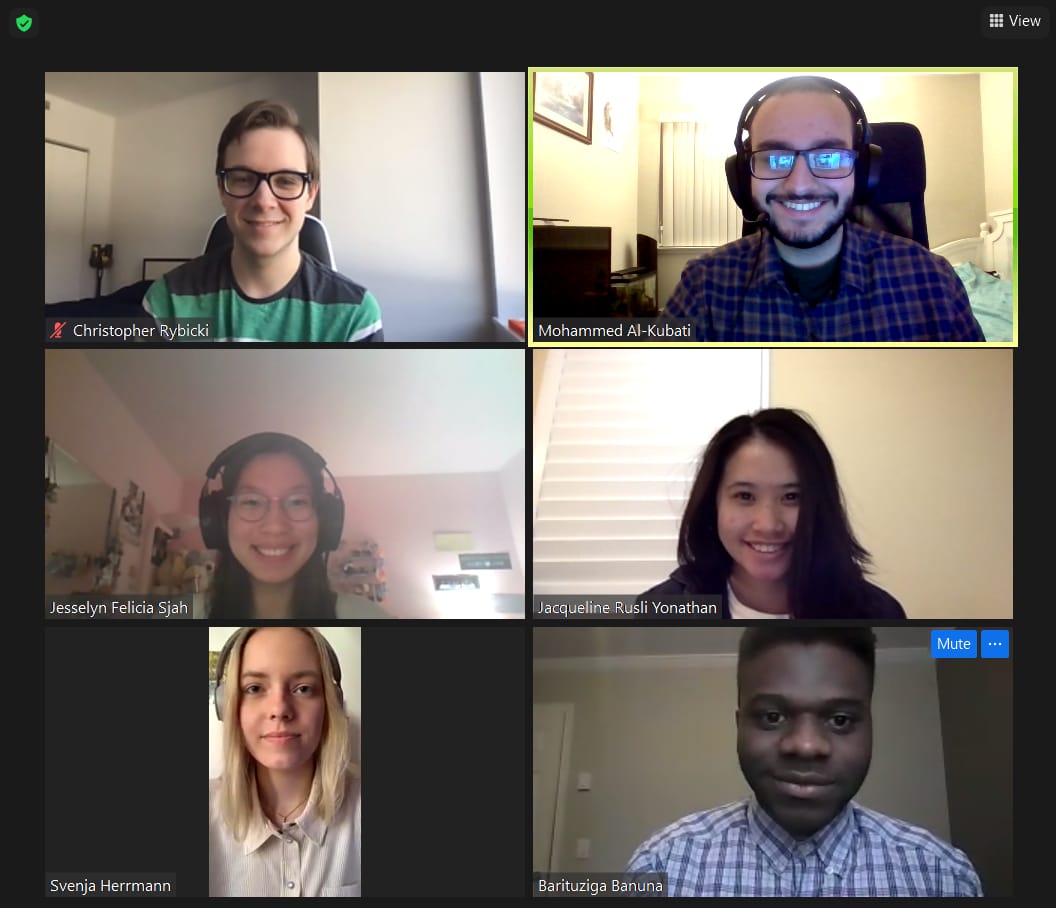 View
Christopher Rybicki
Mohammed Al-Kubati
Jesselyn Felicia Sjah
Jacqueline Rusli Yonathan
Mute
...
Svenja Herrmann
Barituziga Banuna